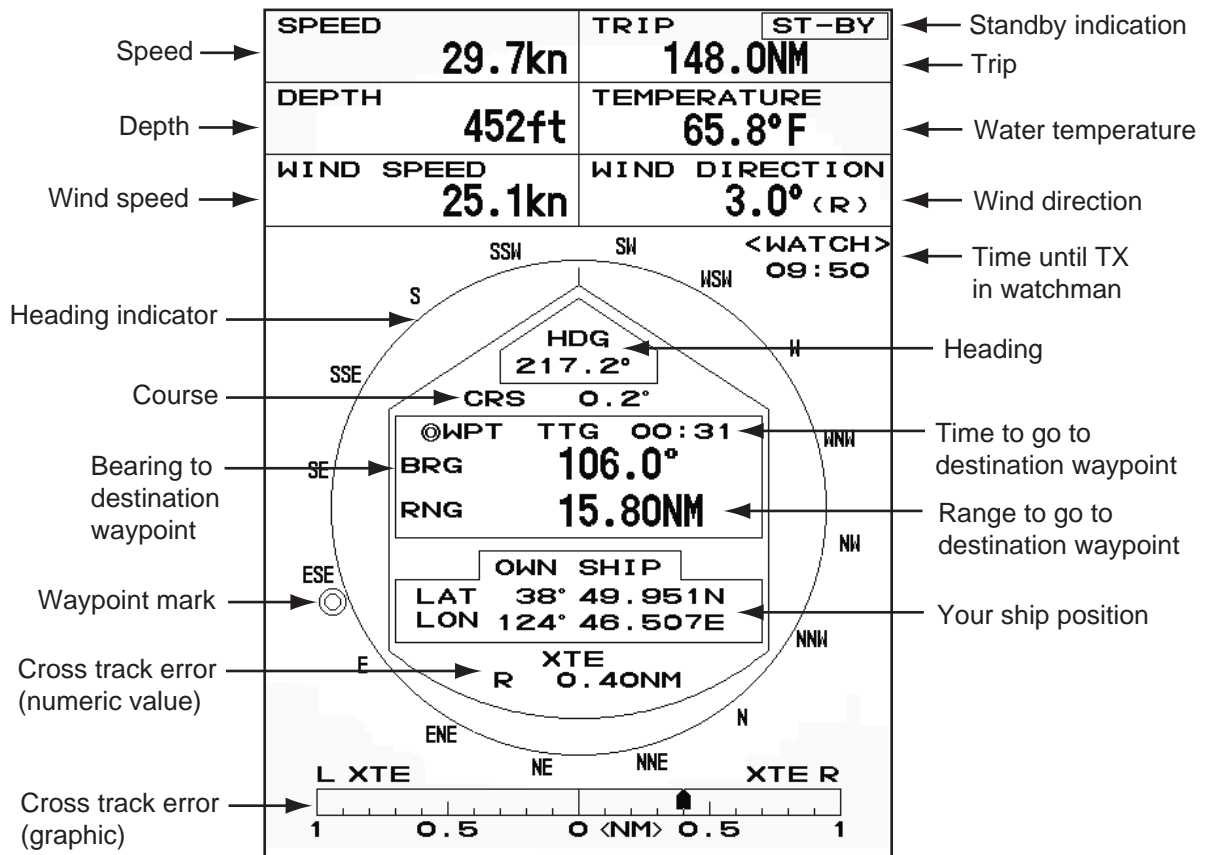 SPEED
29.7kn
TRIP
ST-BY
148.0NM
DEPTH
452ft
TEMPERATURE
65.8°F
WIND SPEED
25.1kn
WIND DIRECTION
3.0° (R)
<WATCH>
09:50
SSW
SW
WSW
S
W
SSE
WNW
SE
NW
ESE
NNW
E
N
ENE
NNE
NE
HDG
217.2°
CRS 0.2°
◎WPT TTG 00:31
BRG 106.0°
RNG 15.80NM
OWN SHIP
LAT 38° 49.951N
LON 124° 46.507E
XTE
R 0.40NM
L XTE
XTE R
1 0.5 0 <NM> 0.5 1
Speed
Depth
Wind speed
Heading indicator
Course
Bearing to
destination
waypoint
Waypoint mark
Cross track error
(numeric value)
Cross track error
(graphic)
Standby indication
Trip
Water temperature
Wind direction
Time until TX
in watchman
Heading
Time to go to
destination waypoint
Range to go to
destination waypoint
Your ship position